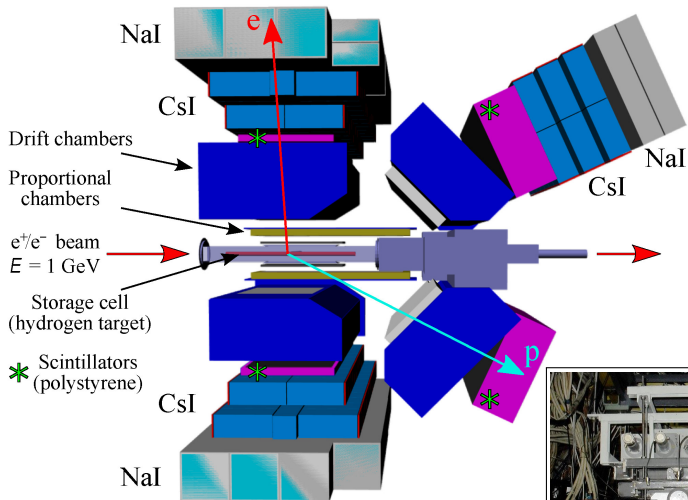 NaI
e
CsI
Drift chambers
Proportional
chambers
e⁺/e⁻ beam
E = 1 GeV
Storage cell
(hydrogen target)
Scintillators
(polystyrene)
CsI
NaI
NaI
CsI
p